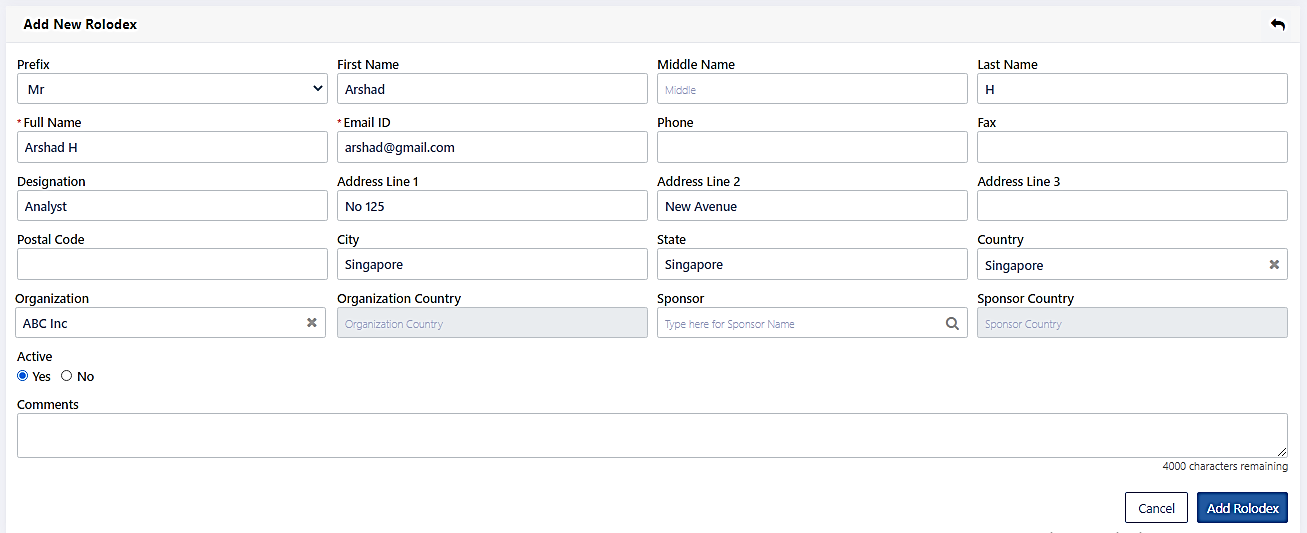 Add New Rolodex
Prefix First Name Middle Name Last Name
Mr Arshad Middle H
*Full Name *Email ID Phone Fax
Arshad H arshad@gmail.com
Designation Address Line 1 Address Line 2 Address Line 3
Analyst No 125 New Avenue
Postal Code City State Country
Singapore Singapore Singapore
Organization Organization Country Sponsor Sponsor Country
ABC Inc Organization Country Type here for Sponsor Name Sponsor Country
Active
Yes No
Comments
4000 characters remaining
Cancel Add Rolodex